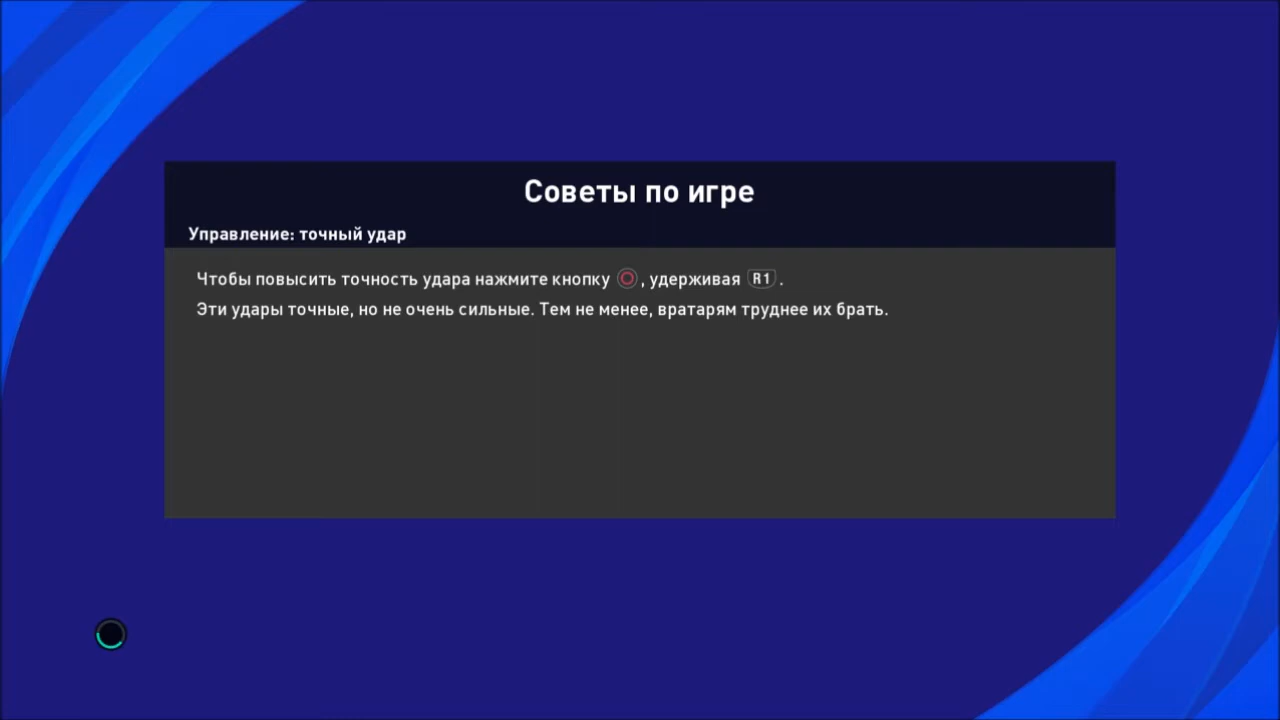 Советы по игре
Управление: точный удар
Чтобы повысить точность удара нажмите кнопку , удерживая R1 .
Эти удары точные, но не очень сильные. Тем не менее, вратарям труднее их брать.